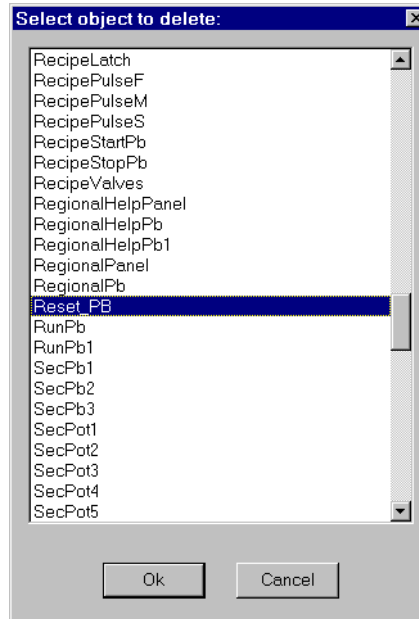 Select object to delete:
RecipeLatch
RecipePulseF
RecipePulseM
RecipePulseS
RecipeStartPb
RecipeStopPb
RecipeValves
RegionalHelpPanel
RegionalHelpPb
RegionalHelpPb1
RegionalPanel
RegionalPb
Reset_PB
RunPb
RunPb1
SecPb1
SecPb2
SecPb3
SecPot1
SecPot2
SecPot3
SecPot4
SecPot5
Ok Cancel